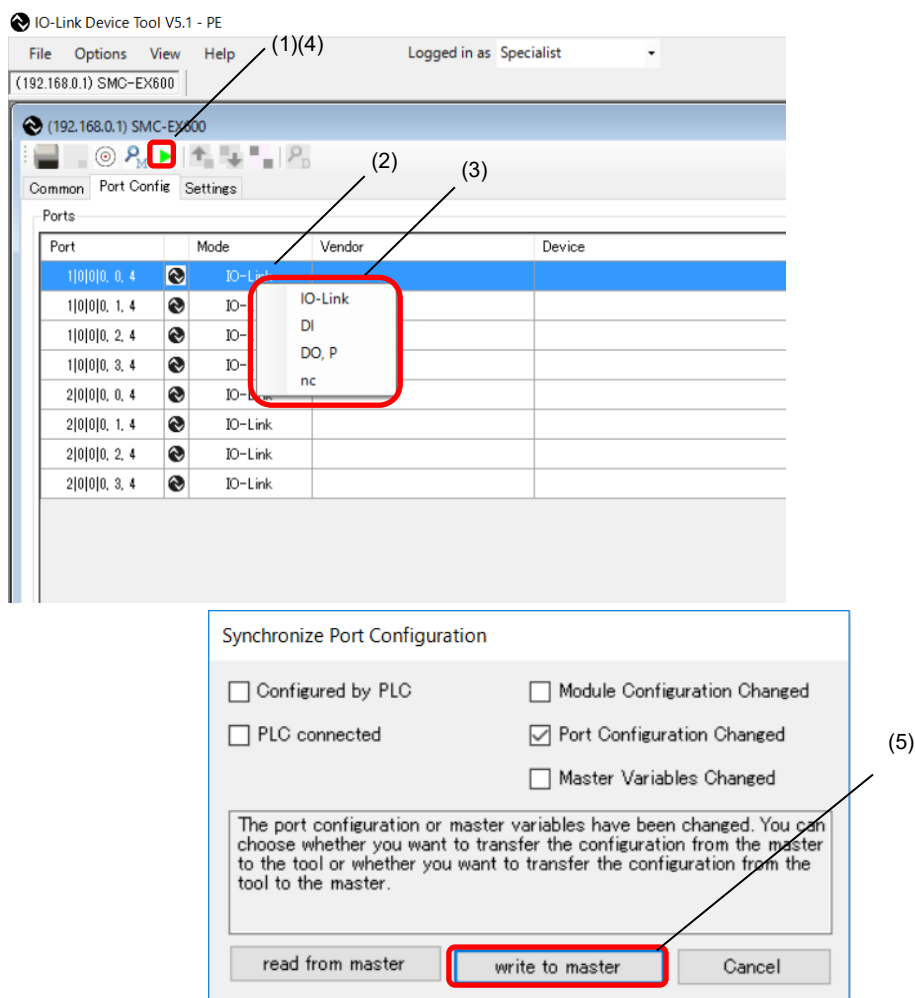 IO-Link Device Tool V5.1 - PE
File Options View Help (1)(4) Logged in as Specialist
(192.168.0.1) SMC-EX600
(192.168.0.1) SMC-EX600
(2)
(3)
Common Port Config Settings
Ports
Port Mode Vendor Device
1|0|0|0, 0, 4 IO-Link
1|0|0|0, 1, 4 IO-
1|0|0|0, 2, 4 IO-
1|0|0|0, 3, 4 IO-
2|0|0|0, 0, 4 IO-Link
2|0|0|0, 1, 4 IO-Link
2|0|0|0, 2, 4 IO-Link
2|0|0|0, 3, 4 IO-Link
IO-Link
DI
DO, P
nc
Synchronize Port Configuration
Configured by PLC Module Configuration Changed
PLC connected Port Configuration Changed
(5)
Master Variables Changed
The port configuration or master variables have been changed. You can
choose whether you want to transfer the configuration from the master
to the tool or whether you want to transfer the configuration from the
tool to the master.
read from master write to master Cancel